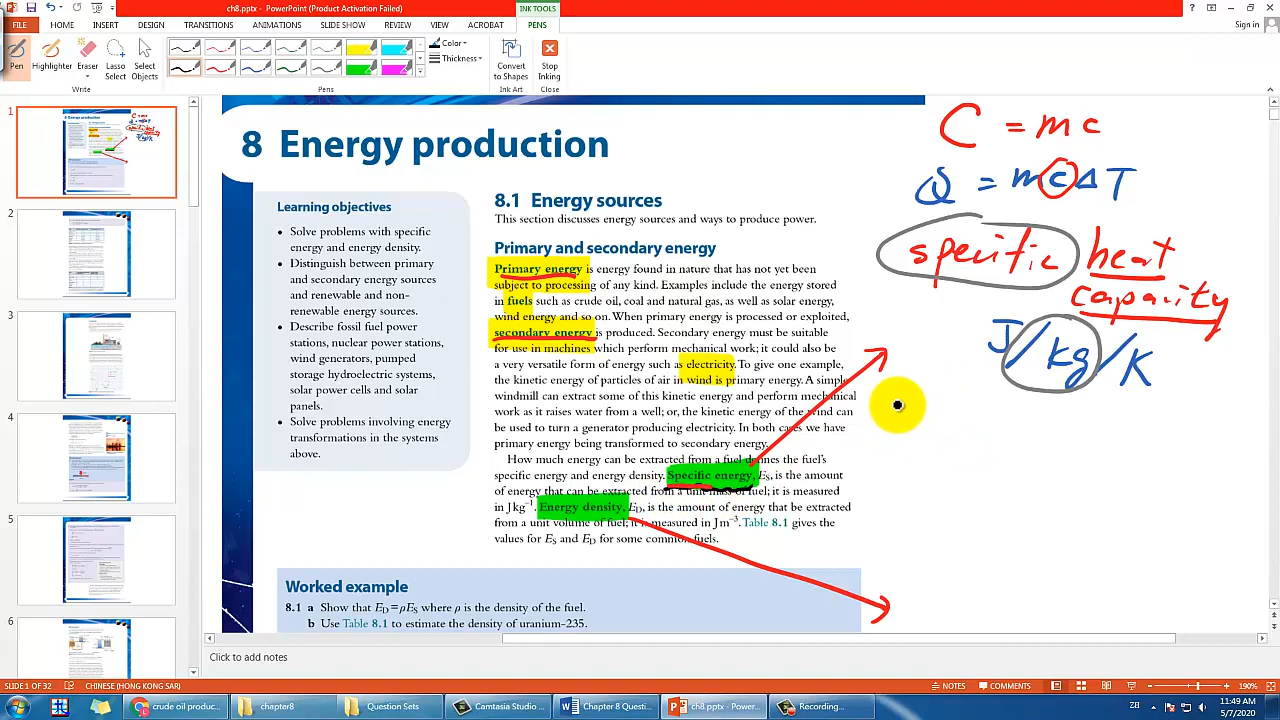 ch8.pptx - PowerPoint (Product Activation Failed)
INK TOOLS
FILE HOME INSERT DESIGN TRANSITIONS ANIMATIONS SLIDE SHOW REVIEW VIEW ACROBAT PENS
Sign in
Pen Highlighter Eraser Lasso Select Select Objects
Color
Thickness
Convert to Shapes
Stop Inking
Write Pens Ink Art Close
8 Energy production
Learning objectives
• Solve problems with specific
energy and energy density.
• Distinguish between primary
and secondary energy sources
and renewable and non-
renewable energy sources.
Describe fossil fuel power
stations, nuclear power stations,
wind generators, pumped
storage hydroelectric systems,
solar power cells and solar
panels.
Solve problems involving energy
transformations in the systems
above.
8.1 Energy sources
This section discusses energy sources and ways to produce power.
Primary and secondary energy
Primary energy is energy found in nature that has not yet been
subject to processing of any kind. Examples include the energy stored
in fuels such as crude oil, coal and natural gas, as well as solar energy,
wind energy and so on. When primary energy is processed or exploited,
secondary energy is produced. Secondary energy must be suitable
for use in machines which perform mechanical work; it could also be
a very versatile form of energy such as electricity. To give one example,
the kinetic energy of particles of air in wind is primary energy. A simple
windmill can extract some of this kinetic energy and perform mechanical
water from a well; or, the kinetic energy of the wind can
a generator producing electricity. In both cases we have
primary energy being transformed to secondary energy.
energy can be extracted from a fuel
specific energy and energy density. Specific energy, ES, is the amount
of energy that can be extracted from a unit mass of fuel; it is measured
in J kg−1. Energy density, ED, is the amount of energy that be extracted
unit volume of fuel; it is measured in J m−3. Table 8.1 gives the
values for ES and ED for some common fuels.
Worked example
8.1 a Show that ED=ρES where ρ is the density of the fuel.
b Use Table 8.1 to estimate the density of uranium-235.
C = mc
Q = mcΔT
specific heat
capacity
J/kg/K
1
2
3
4
5
6
Click to add notes
SLIDE 1 OF 32 CHINESE (HONG KONG SAR) NOTES COMMENTS 190%
crude oil produc... chapter8 Question Sets Camtasia Studio ... Chapter 8 Questi... ch8.pptx - Power... Recording...
ZB
11:49 AM
5/7/2020